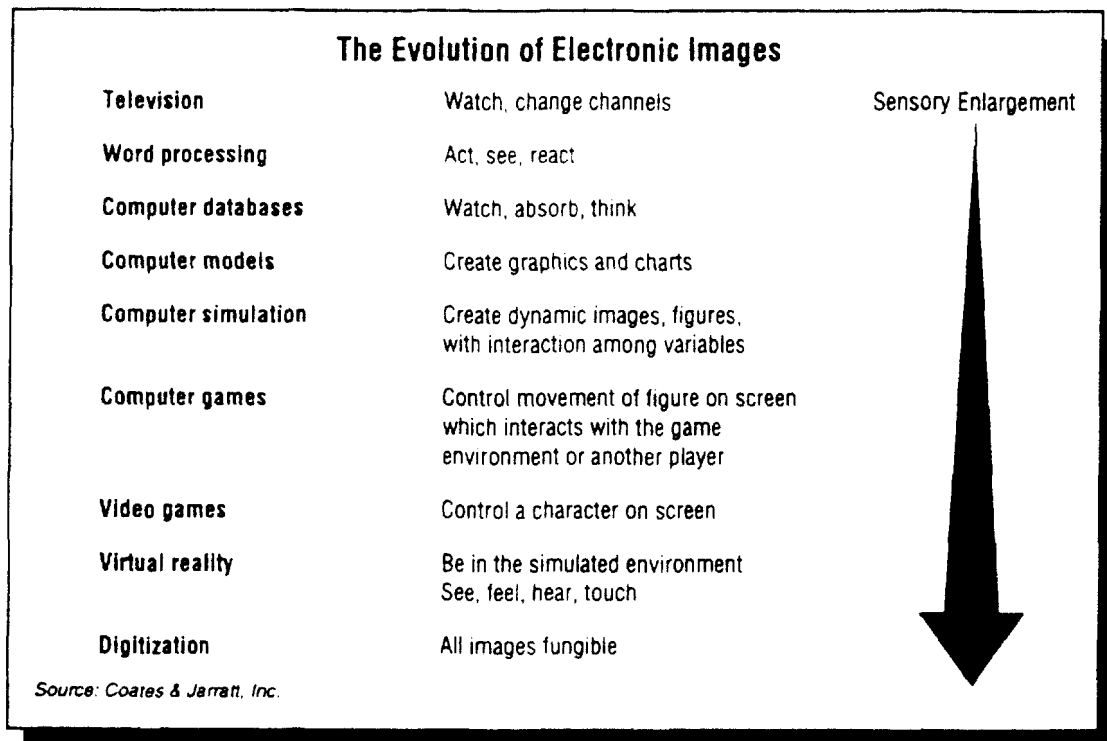 The Evolution of Electronic Images
Television Watch, change channels Sensory Enlargement
Word processing Act, see, react
Computer databases Watch, absorb, think
Computer models Create graphics and charts
Computer simulation Create dynamic images, figures,
with interaction among variables
Computer games Control movement of figure on screen
which interacts with the game
environment or another player
Video games Control a character on screen
Virtual reality Be in the simulated environment
See, feel, hear, touch
Digitization All images fungible
Source: Coates & Jarratt, Inc.